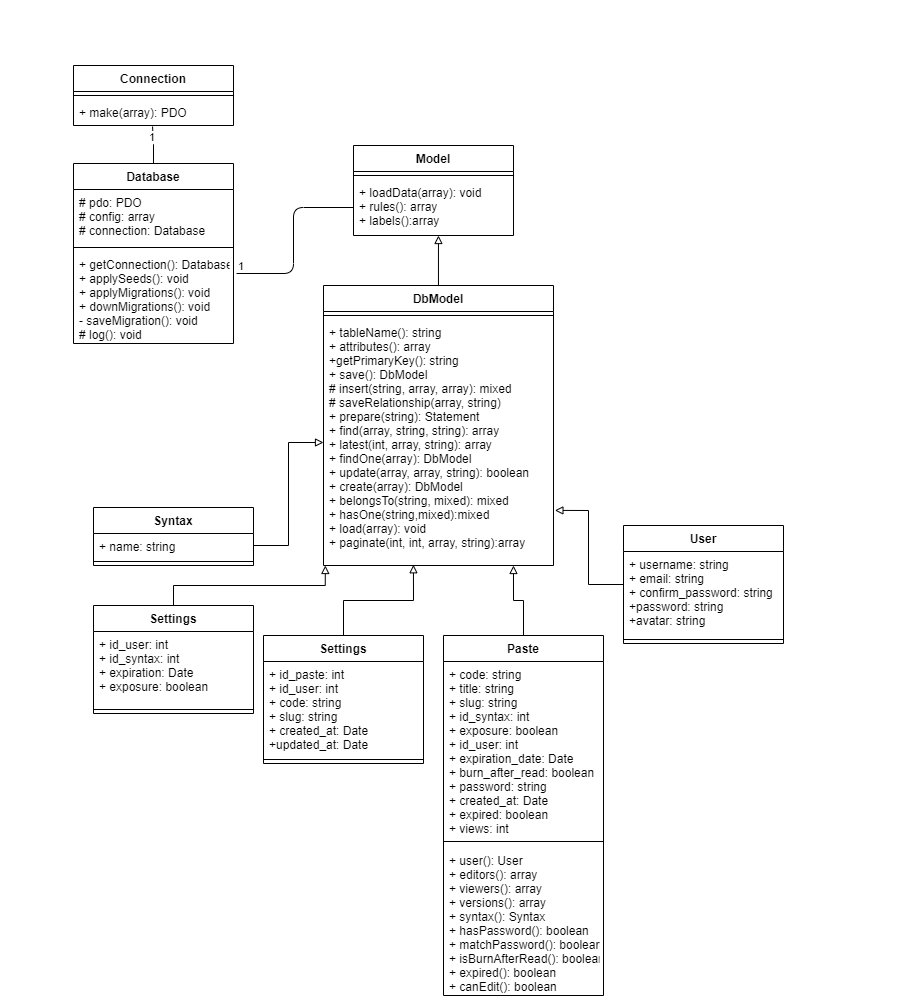 Connection
+ make(array): PDO
1
Database
# pdo: PDO
# config: array
# connection: Database
+ getConnection(): Database
+ applySeeds(): void
+ applyMigrations(): void
+ downMigrations(): void
- saveMigration(): void
# log(): void
1
Model
+ loadData(array): void
+ rules(): array
+ labels():array
DbModel
+ tableName(): string
+ attributes(): array
+getPrimaryKey(): string
+ save(): DbModel
# insert(string, array, array): mixed
# saveRelationship(array, string)
+ prepare(string): Statement
+ find(array, string, string): array
+ latest(int, array, string): array
+ findOne(array): DbModel
+ update(array, array, string): boolean
+ create(array): DbModel
+ belongsTo(string, mixed): mixed
+ hasOne(string,mixed):mixed
+ load(array): void
+ paginate(int, int, array, string):array
Syntax
+ name: string
User
+ username: string
+ email: string
+ confirm_password: string
+password: string
+avatar: string
Settings
+ id_user: int
+ id_syntax: int
+ expiration: Date
+ exposure: boolean
Settings
+ id_paste: int
+ id_user: int
+ code: string
+ slug: string
+ created_at: Date
+updated_at: Date
Paste
+ code: string
+ title: string
+ slug: string
+ id_syntax: int
+ exposure: boolean
+ id_user: int
+ expiration_date: Date
+ burn_after_read: boolean
+ password: string
+ created_at: Date
+ expired: boolean
+ views: int
+ user(): User
+ editors(): array
+ viewers(): array
+ versions(): array
+ syntax(): Syntax
+ hasPassword(): boolean
+ matchPassword(): boolear
+ isBurnAfterRead(): boolea
+ expired(): boolean
+ canEdit(): boolean